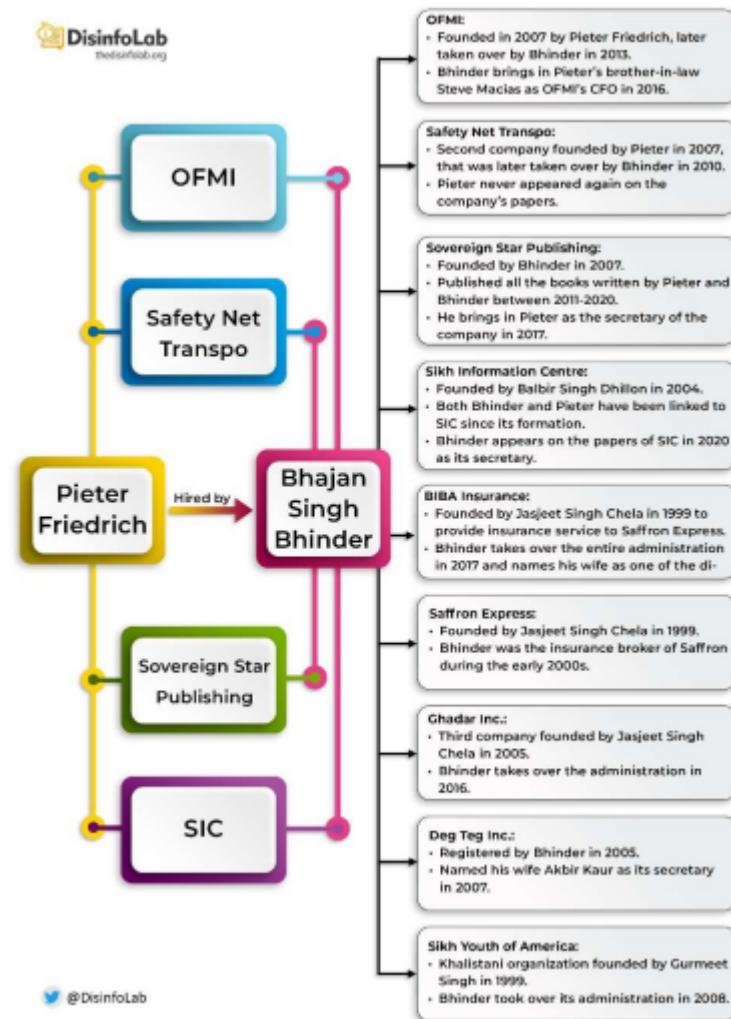 DisinfoLab
thedisinfolab.org
OFMI
Safety Net
Transpo
Pieter
Friedrich
Hired by
Bhajan
Singh
Bhinder
Sovereign Star
Publishing
SIC
@DisinfoLab
OFMI:
• Founded in 2007 by Pieter Friedrich, later
taken over by Bhinder in 2013.
• Bhinder brings in Pieter's brother-in-law
Steve Macias as OFMI's CFO in 2016.
Safety Net Transpo:
• Second company founded by Pieter in 2007,
that was later taken over by Bhinder in 2010.
• Pieter never appeared again on the
company's papers.
Sovereign Star Publishing:
• Founded by Bhinder in 2007.
• Published all the books written by Pieter and
Bhinder between 2011-2020.
• He brings in Pieter as the secretary of the
company in 2017.
Sikh Information Centre:
• Founded by Balbir Singh Dhillon in 2004.
• Both Bhinder and Pieter have been linked to
SIC since its formation.
• Bhinder appears on the papers of SIC in 2020
as its secretary.
BIBA Insurance:
• Founded by Jasjeet Singh Chela in 1999 to
provide insurance service to Saffron Express.
• Bhinder takes over the entire administration
in 2017 and names his wife as one of the di-
Saffron Express:
• Founded by Jasjeet Singh Chela in 1999.
• Bhinder was the insurance broker of Saffron
during the early 2000s.
Ghadar Inc.:
• Third company founded by Jasjeet Singh
Chela in 2005.
• Bhinder takes over the administration in
2016.
Deg Teg Inc.:
• Registered by Bhinder in 2005.
• Named his wife Akbir Kaur as its secretary
in 2007.
Sikh Youth of America:
• Khalistani organization founded by Gurmeet
Singh in 1999.
• Bhinder took over its administration in 2008.